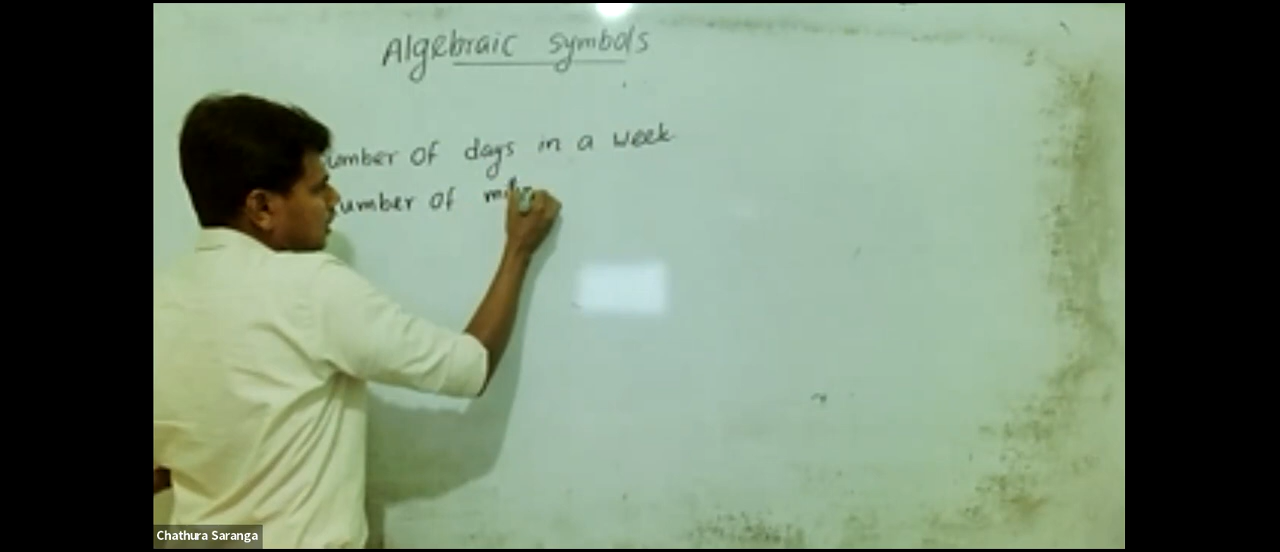 Algebraic symbols
umber of days in a week
umber of
Chathura Saranga